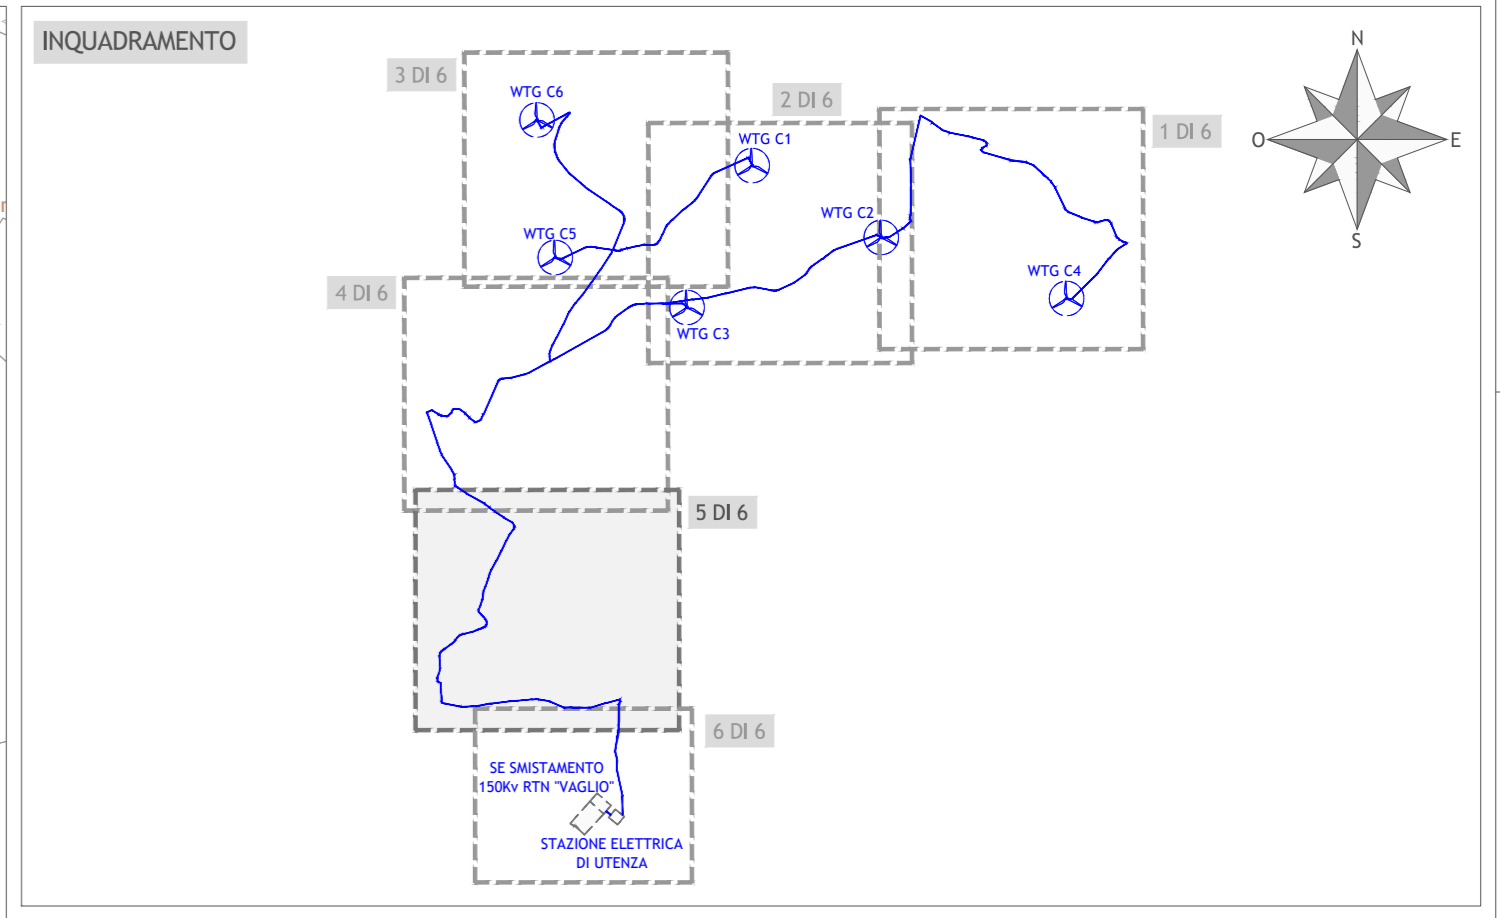 INQUADRAMENTO
3 DI 6
WTG C6
2 DI 6
WTG C1
1 DI 6
N
O
E
S
WTG C2
WTG C5
WTG C4
4 DI 6
WTG C3
5 DI 6
6 DI 6
SE SMISTAMENTO
150Kv RTN "VAGLIO"
STAZIONE ELETTRICA
DI UTENZA